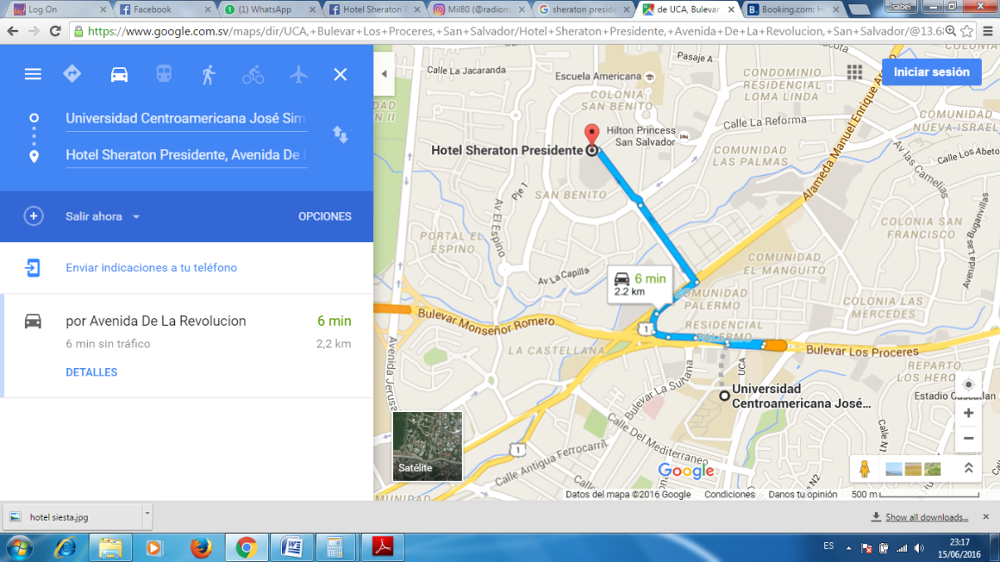 Log On
Facebook
(1) WhatsApp
Hotel Sheraton
Mil80 (@radiom
sheraton preside
de UCA, Bulevar
Booking.com: H
Isabel
https://www.google.com.sv/maps/dir/UCA,+Bulevar+Los+Proceres,+San+Salvador/Hotel+Sheraton+Presidente,+Avenida+De+La+Revolucion,+San+Salvador/@13.68
Universidad Centroamericana José Sim
Hotel Sheraton Presidente, Avenida De l
Salir ahora
OPCIONES
Enviar indicaciones a tu teléfono
por Avenida De La Revolucion
6 min
6 min sin tráfico
2,2 km
DETALLES
Iniciar sesión
Pasaje A
Calle La Jacaranda
Escuela Americana
CONDOMINIO
RESIDENCIAL
LOMA LINDA
COLONIA
SAN BENITO
Calle La Reforma
COMUNIDAD
NUEVA ISRAEL
Hilton Princess
San Salvador
Hotel Sheraton Presidente
COMUNIDAD
LAS PALMAS
Alameda Manuel Enrique Ar
Av las Camelias
Calle Los Abeto
Pje 1
SAN BENITO
Av El Espino
PORTAL EL
ESPINO
COLONIA SAN
FRANCISCO
Av Las Buganvillas
COMUNIDAD
EL MANGUITO
Av La Capilla
6 min
2.2 km
COMUNIDAD
PALERMO
COLONIA LAS
MERCEDES
RESIDENCIAL
PALERMO
Bulevar Monseñor Romero
1
Bulevar Los Proceres
LA CASTELLANA
Avenida Jerusa
UCA
REPARTO
LOS HERO
Universidad
Centroamericana José...
Estadio Cuscatlan
Bulevar La Sultana
Calle Del Mediterraneo
Calle N1
Calle Antigua Ferrocarril
1
Satélite
Google
N2
MUNIDAD
Datos del mapa ©2016 Google
Condiciones
Danos tu opinión
500 m
hotel siesta.jpg
Show all downloads...
ES
23:17
15/06/2016